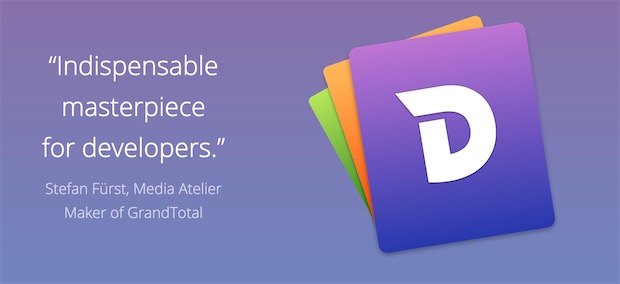 “Indispensable
masterpiece
for developers.”
Stefan Fürst, Media Atelier
Maker of GrandTotal
D